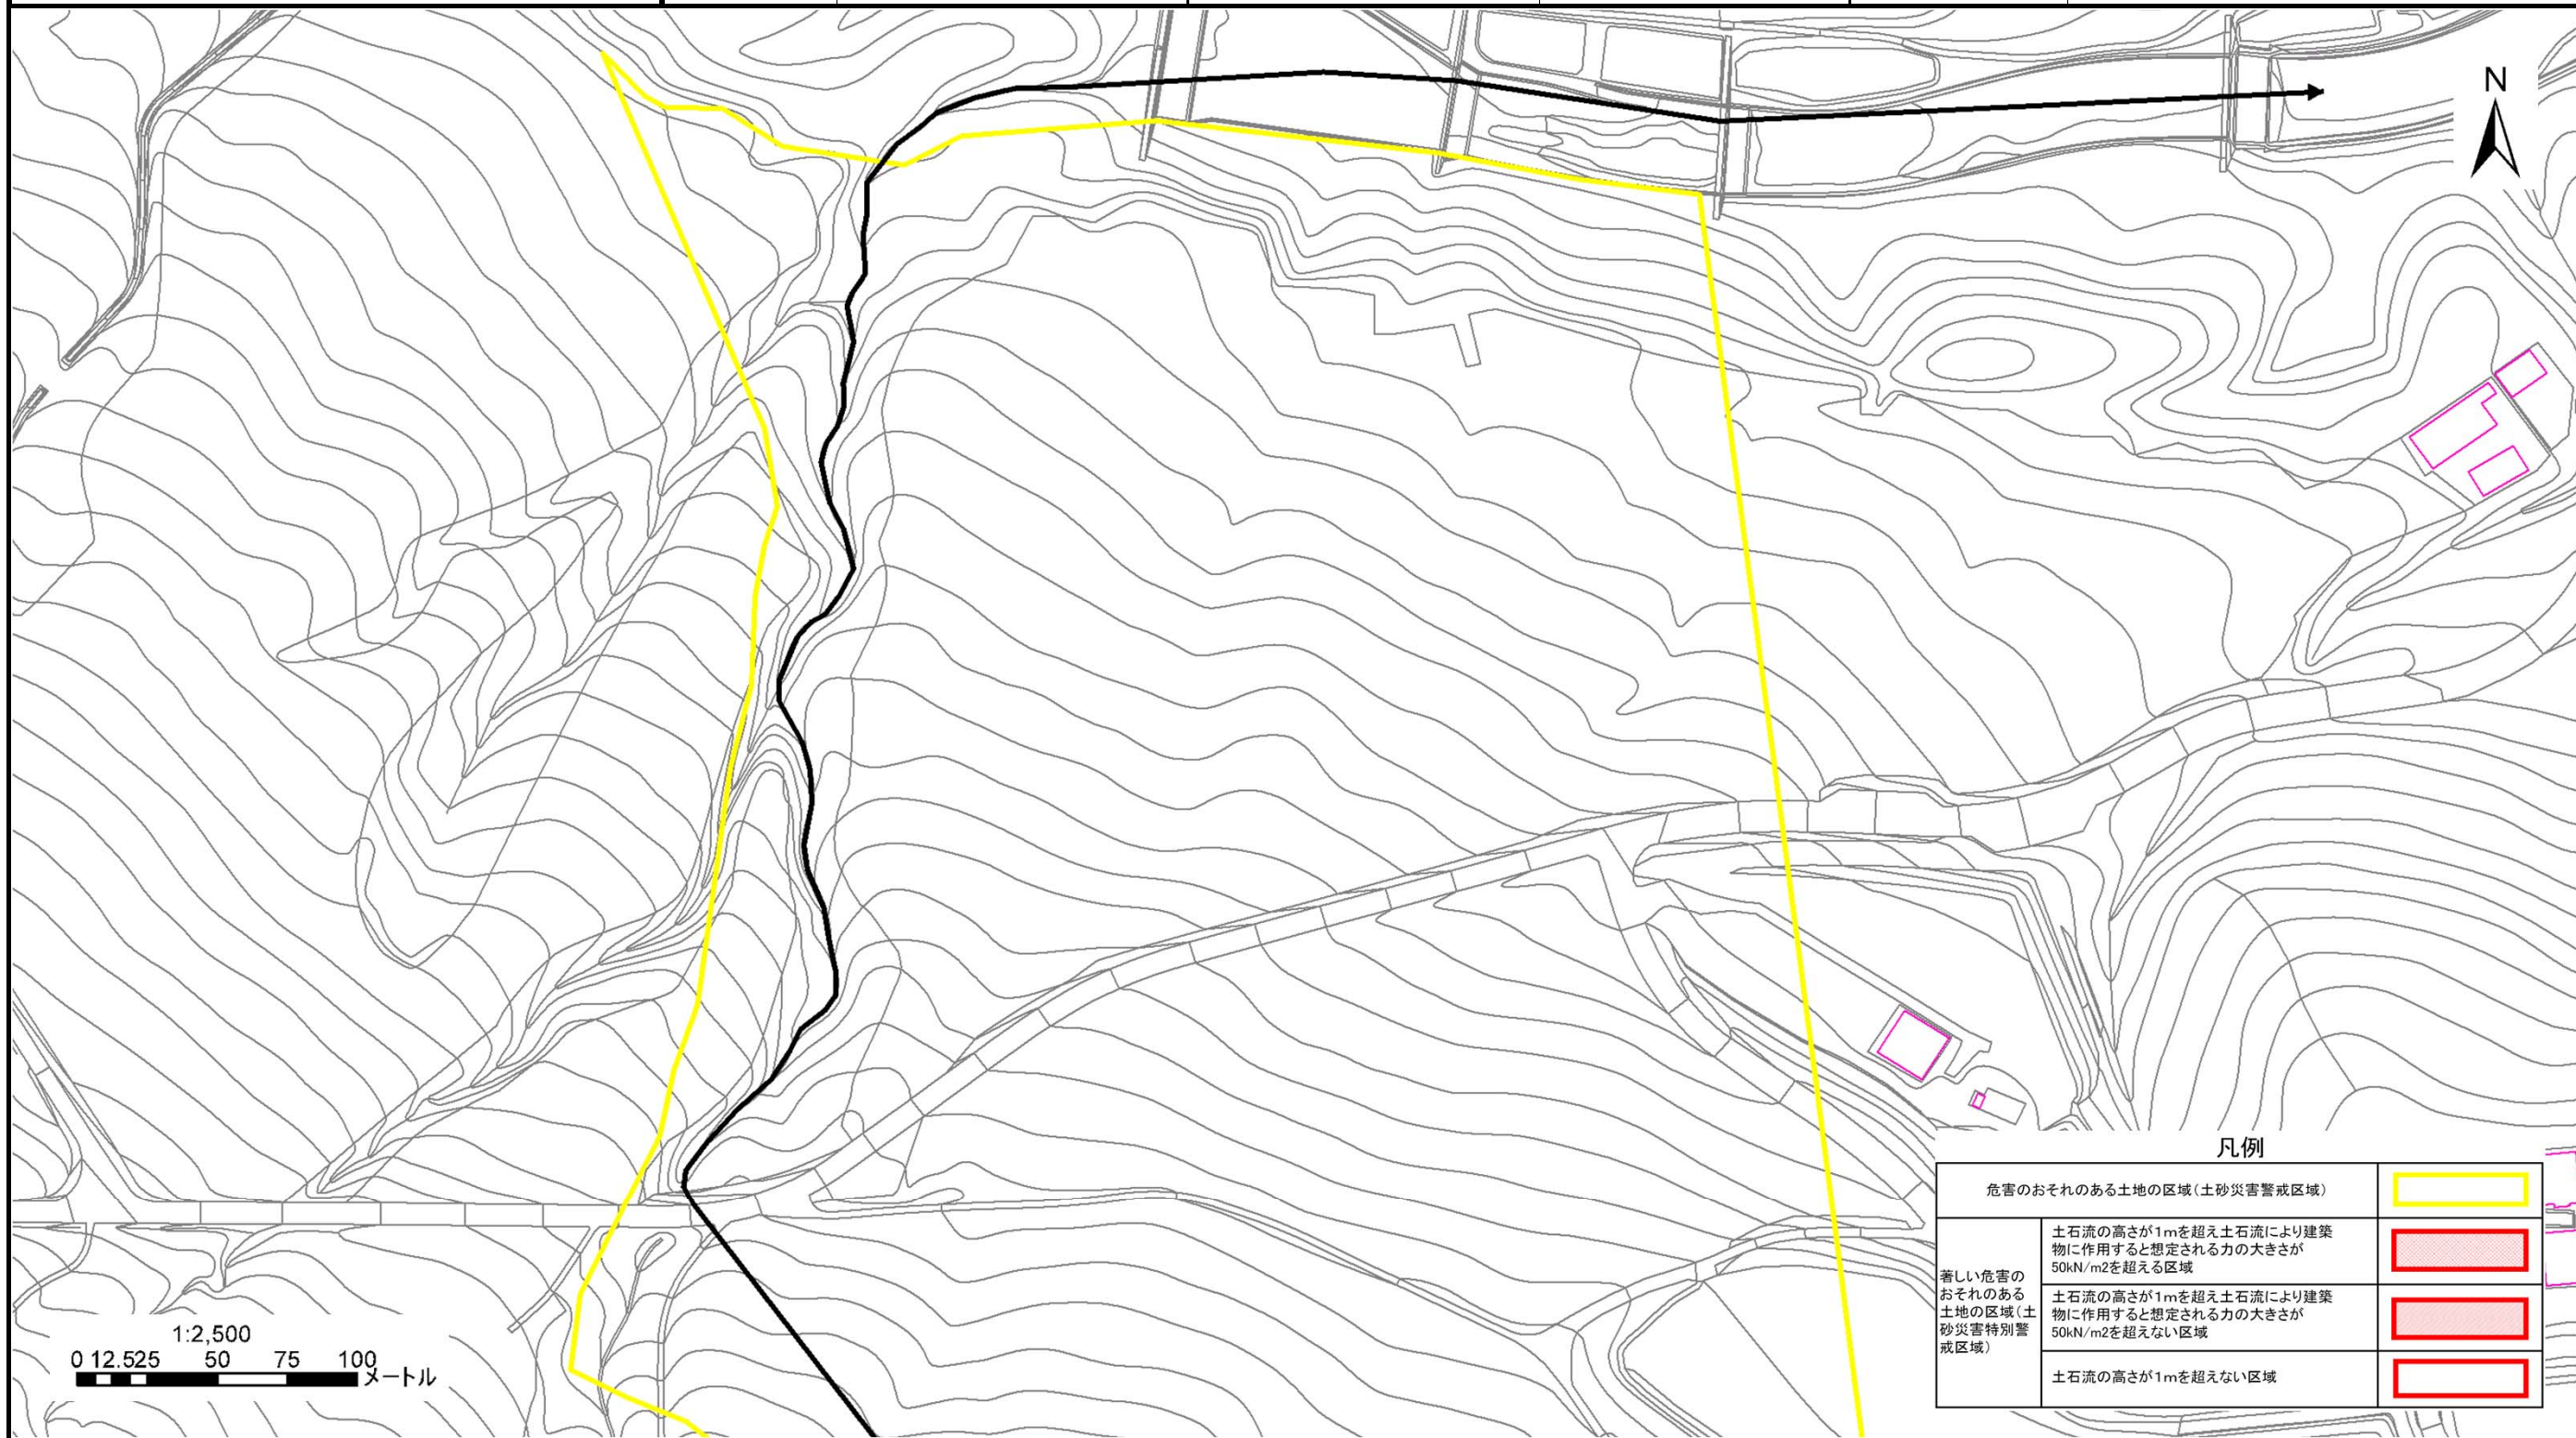 N
凡例
危害のおそれのある土地の区域(土砂災害警戒区域)
著しい危害の
おそれのある
土地の区域(土
砂災害特別警
戒区域)
土石流の高さが1mを超え土石流により建築
物に作用すると想定される力の大きさが
50kN/m2を超える区域
土石流の高さが1mを超え土石流により建築
物に作用すると想定される力の大きさが
50kN/m2を超えない区域
土石流の高さが1mを超えない区域
1:2,500
0 12.525 50 75 100
メートル